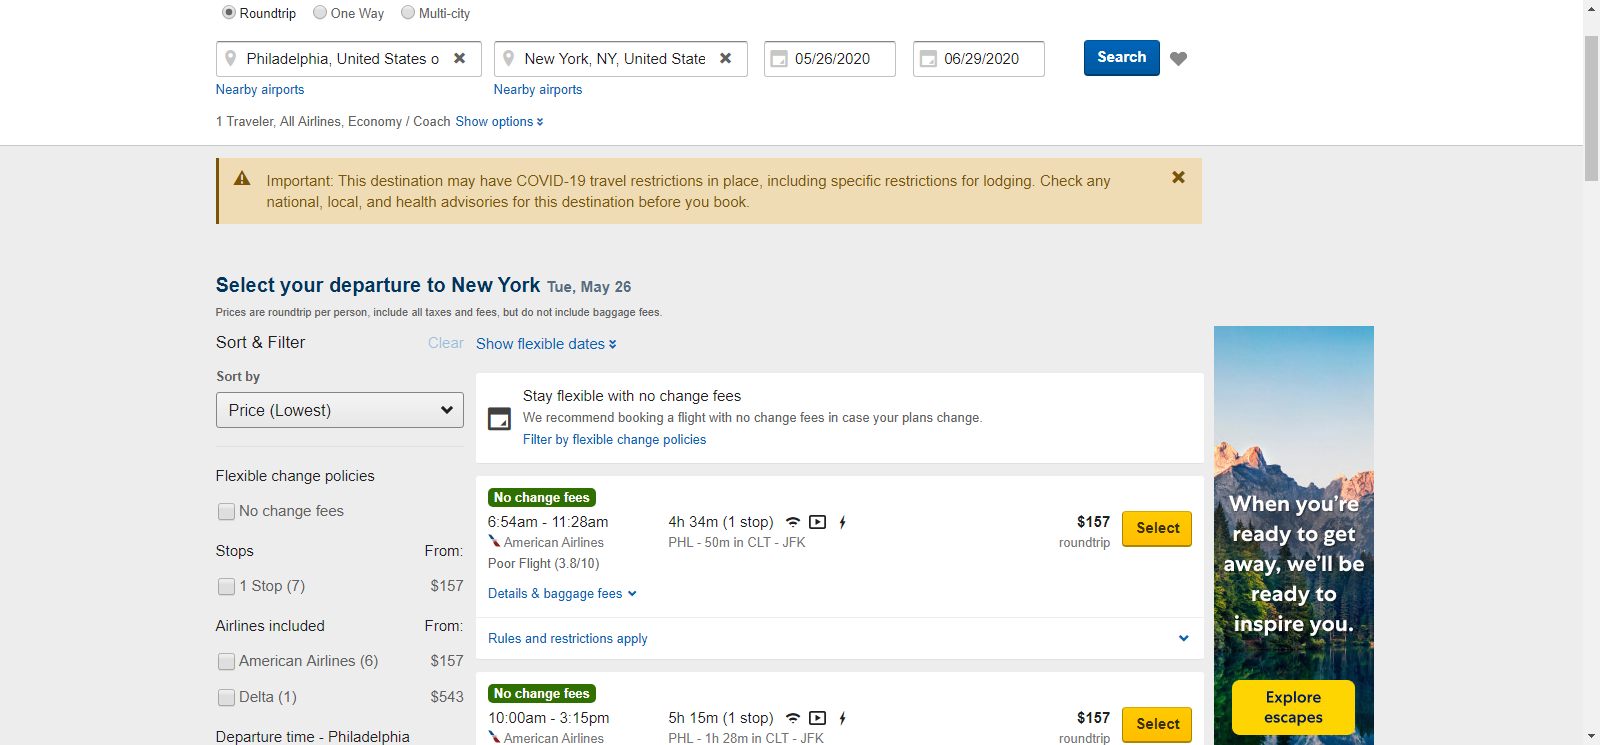 Roundtrip One Way Multi-city
Philadelphia, United States o New York, NY, United State 05/26/2020 06/29/2020 Search
Nearby airports Nearby airports
1 Traveler, All Airlines, Economy / Coach Show options
Important: This destination may have COVID-19 travel restrictions in place, including specific restrictions for lodging. Check any
national, local, and health advisories for this destination before you book.
Select your departure to New York Tue, May 26
Prices are roundtrip per person, include all taxes and fees, but do not include baggage fees.
Sort & Filter Clear
Sort by
Price (Lowest)
Flexible change policies
No change fees
Stops From:
1 Stop (7) $157
Airlines included From:
American Airlines (6) $157
Delta (1) $543
Departure time - Philadelphia
Show flexible dates
Stay flexible with no change fees
We recommend booking a flight with no change fees in case your plans change.
Filter by flexible change policies
No change fees
6:54am - 11:28am 4h 34m (1 stop) $157 Select
American Airlines PHL - 50m in CLT - JFK roundtrip
Poor Flight (3.8/10)
Details & baggage fees
Rules and restrictions apply
No change fees
10:00am - 3:15pm 5h 15m (1 stop) $157 Select
American Airlines PHL - 1h 28m in CLT - JFK roundtrip
When you're
ready to get
away, we'll be
ready to
inspire you.
Explore
escapes